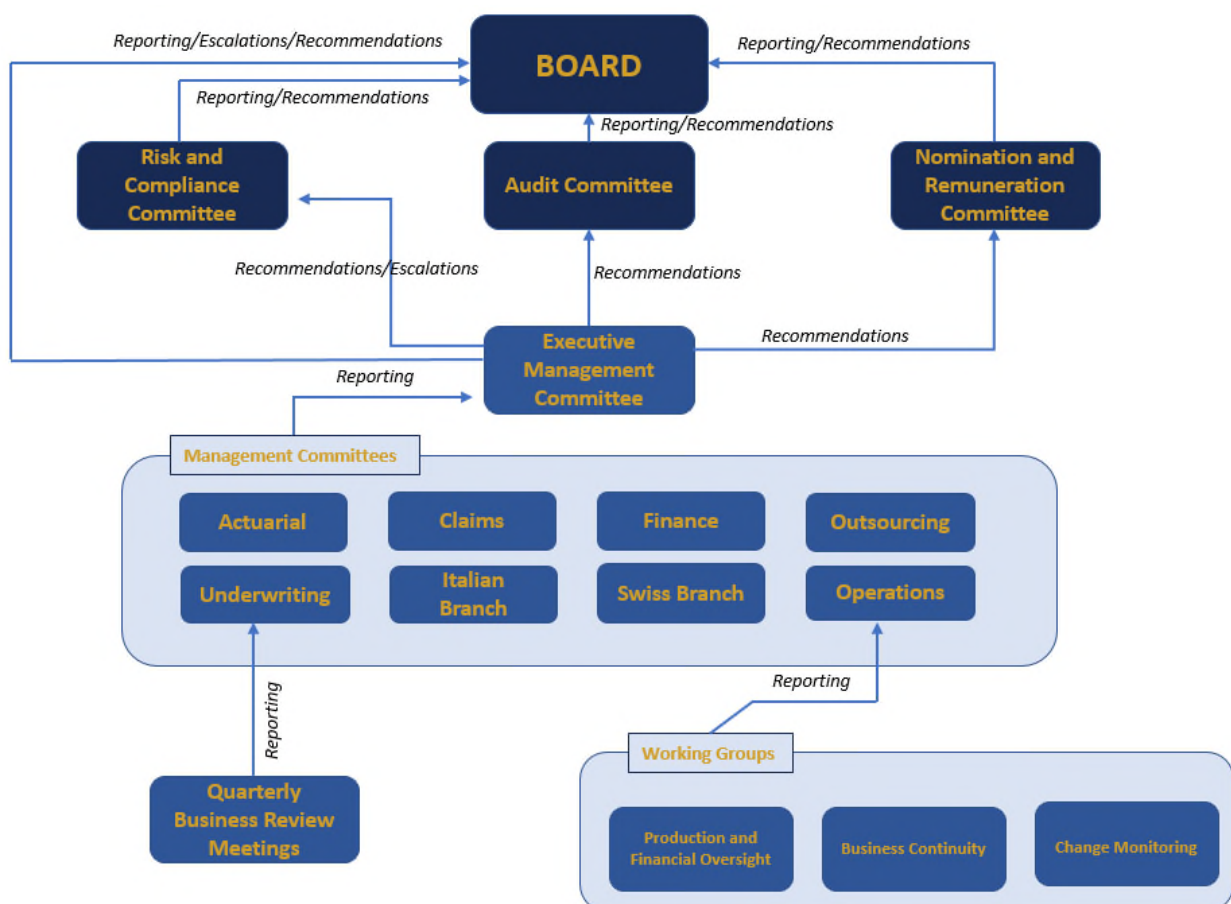 Reporting/Escalations/Recommendations
BOARD
Reporting/Recommendations
Reporting/Recommendations
Reporting/Recommendations
Risk and
Compliance
Committee
Audit Committee
Nomination and
Remuneration
Committee
Recommendations/Escalations
Recommendations
Executive
Management
Committee
Recommendations
Reporting
Management Committees
Actuarial
Claims
Finance
Outsourcing
Underwriting
Italian
Branch
Swiss Branch
Operations
Reporting
Reporting
Working Groups
Quarterly
Business Review
Meetings
Production and
Financial Oversight
Business Continuity
Change Monitoring